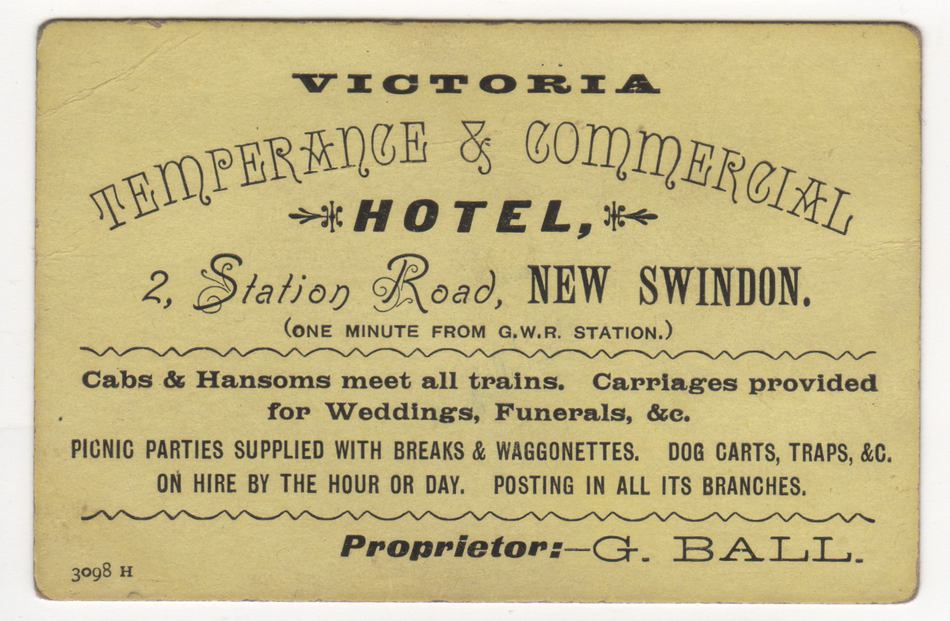 VICTORIA
TEMPERANCE & COMMERCIAL
HOTEL,
2, Station Road, NEW SWINDON.
(ONE MINUTE FROM G.W.R. STATION.)
Cabs & Hansoms meet all trains. Carriages provided
for Weddings, Funerals, &c.
PICNIC PARTIES SUPPLIED WITH BREAKS & WAGGONETTES. DOG CARTS, TRAPS, &C.
ON HIRE BY THE HOUR OR DAY. POSTING IN ALL ITS BRANCHES.
Proprietor:—G. BALL.
3098 H